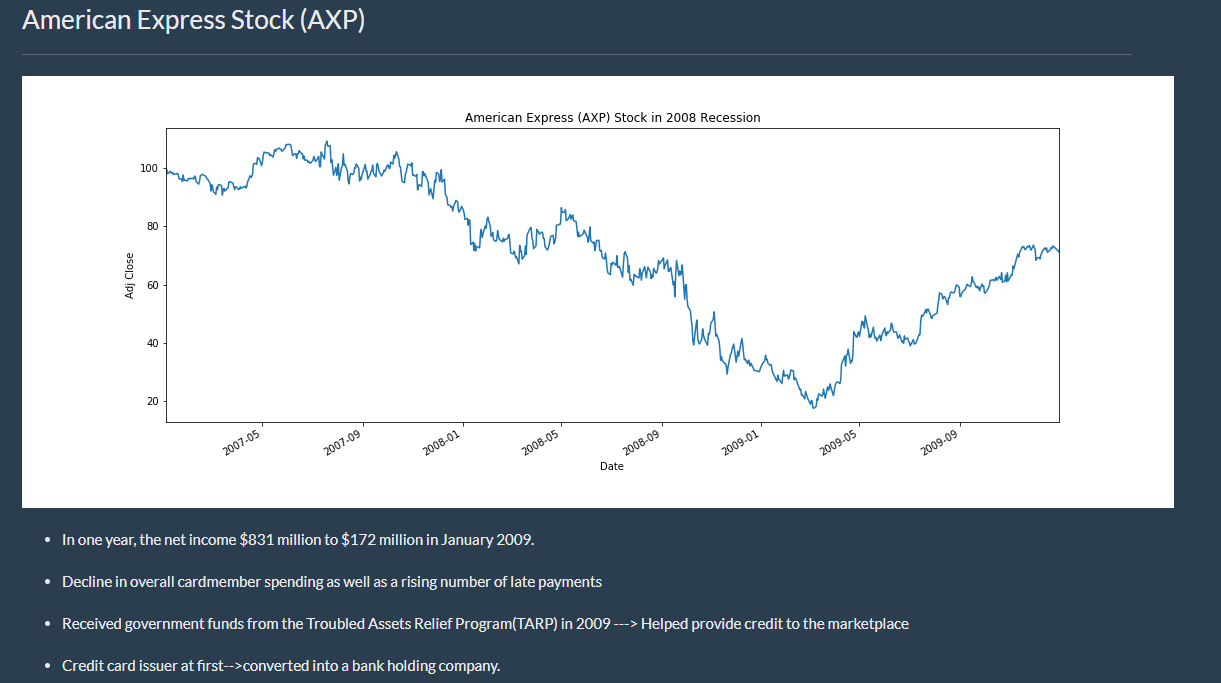 American Express Stock (AXP)
American Express (AXP) Stock in 2008 Recession
100
80
60
40
20
Adj Close
2007-05
2007-09
2008-01
2008-05
2008-09
2009-01
2009-05
2009-09
Date
• In one year, the net income $831 million to $172 million in January 2009.
• Decline in overall cardmember spending as well as a rising number of late payments
• Received government funds from the Troubled Assets Relief Program(TARP) in 2009 ---> Helped provide credit to the marketplace
• Credit card issuer at first-->converted into a bank holding company.